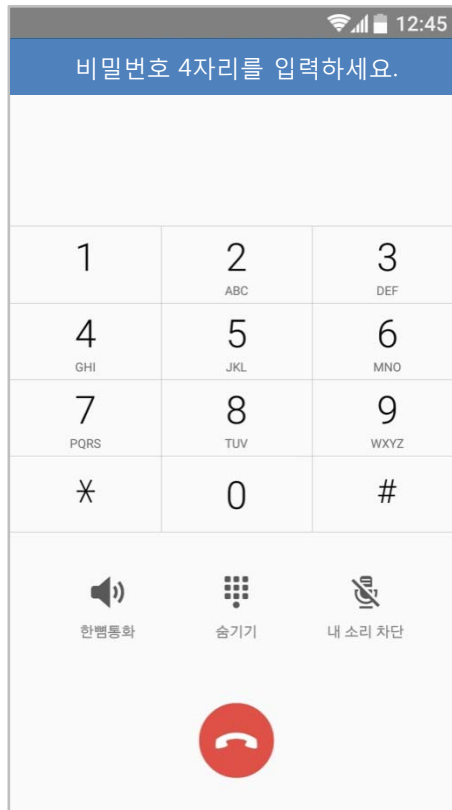 12:45
비밀번호 4자리를 입력하세요.
1 2 3
ABC DEF
4 5 6
GHI JKL MNO
7 8 9
PQRS TUV WXYZ
* 0 #
한뼘통화 숨기기 내 소리 차단